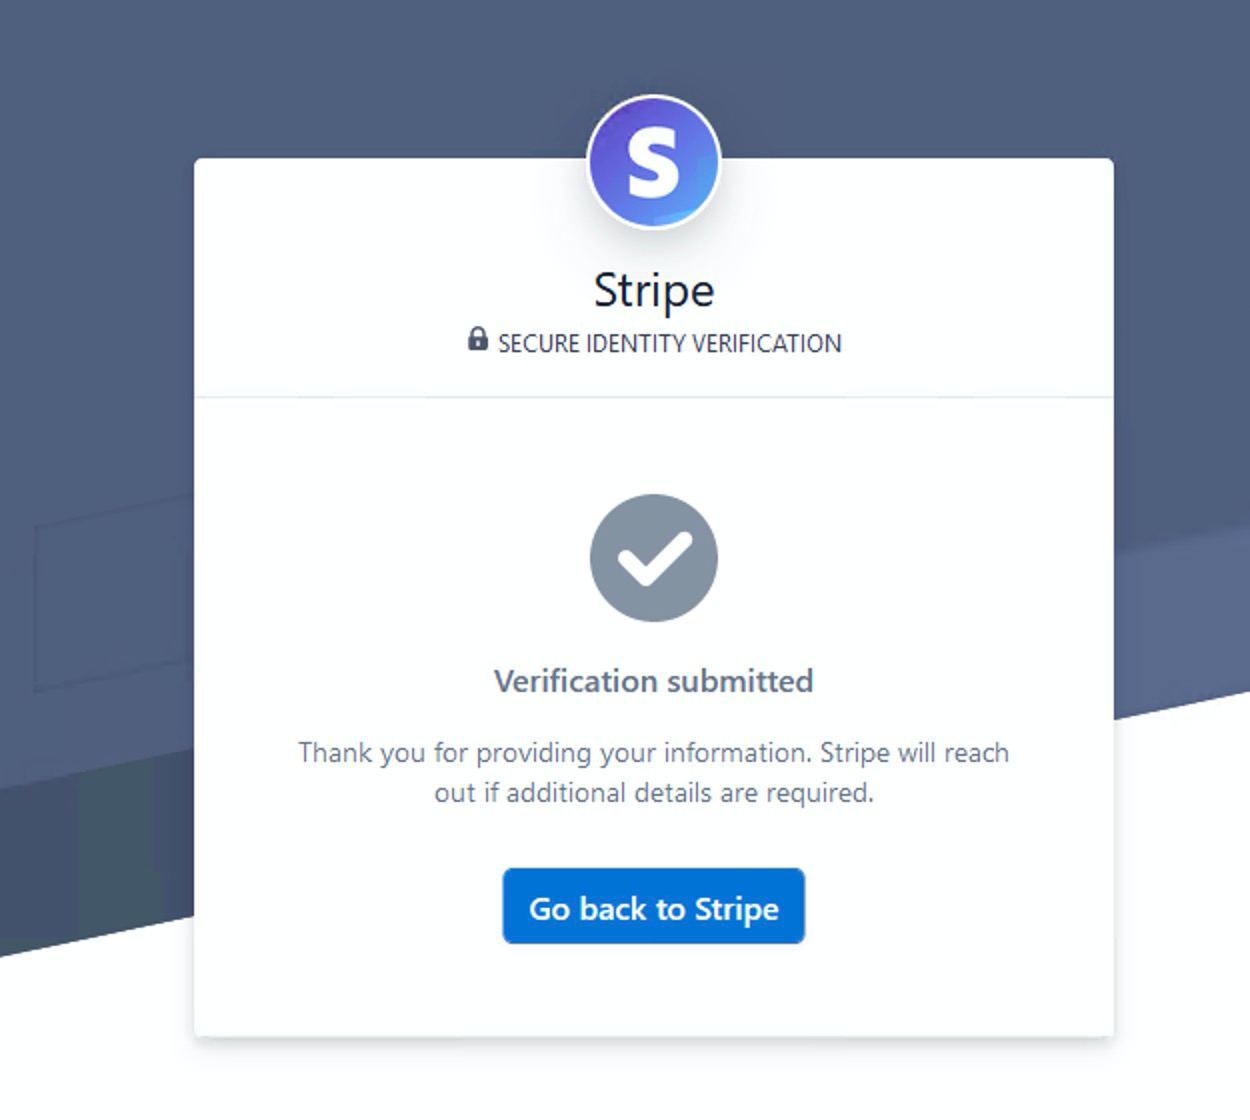 S
Stripe
SECURE IDENTITY VERIFICATION
Verification submitted
Thank you for providing your information. Stripe will reach
out if additional details are required.
Go back to Stripe